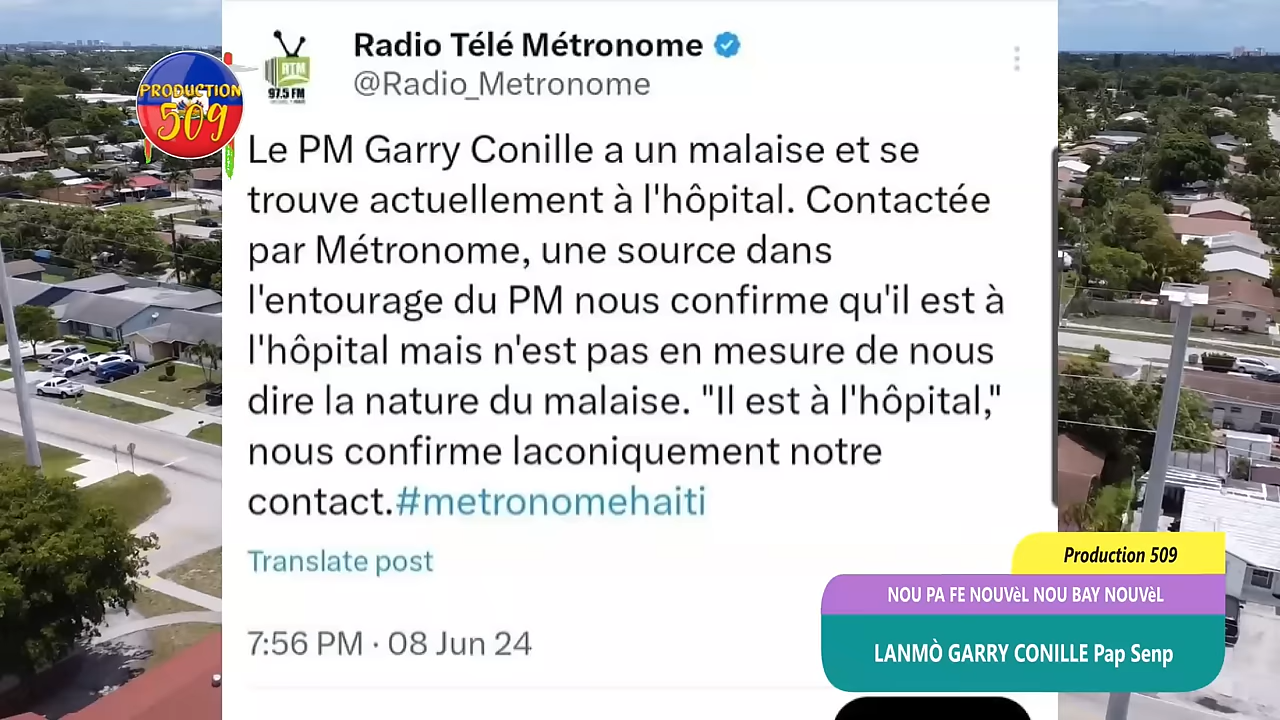 PRODUCTION
509
RTM
97.5 FM
Radio Télé Métronome
@Radio_Metronome
Le PM Garry Conille a un malaise et se
trouve actuellement à l'hôpital. Contactée
par Métronome, une source dans
l'entourage du PM nous confirme qu'il est à
l'hôpital mais n'est pas en mesure de nous
dire la nature du malaise. "Il est à l'hôpital,"
nous confirme laconiquement notre
contact.#metronomehaiti
Translate post
7:56 PM · 08 Jun 24
Production 509
NOU PA FE NOUVèL NOU BAY NOUVèL
LANMÒ GARRY CONILLE Pap Senp